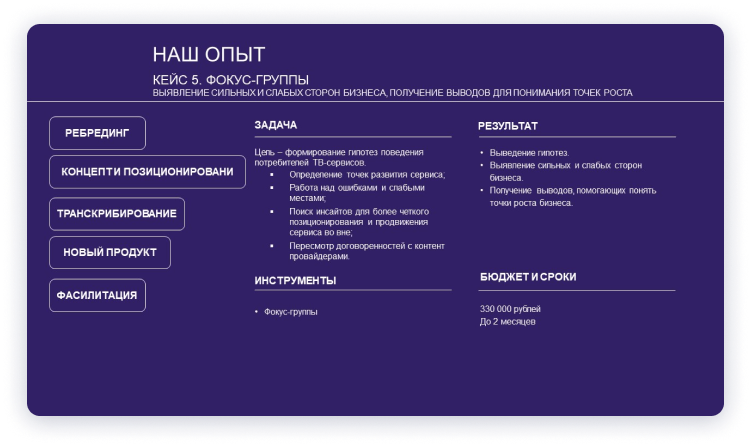 НАШ ОПЫТ
КЕЙС 5. ФОКУС-ГРУППЫ
ВЫЯВЛЕНИЕ СИЛЬНЫХ И СЛАБЫХ СТОРОН БИЗНЕСА, ПОЛУЧЕНИЕ ВЫВОДОВ ДЛЯ ПОНИМАНИЯ ТОЧЕК РОСТА
РЕБРЕДИНГ
КОНЦЕПТ И ПОЗИЦИОНИРОВАНИ
ТРАНСКРИБИРОВАНИЕ
НОВЫЙ ПРОДУКТ
ФАСИЛИТАЦИЯ
ЗАДАЧА
Цель – формирование гипотез поведения
потребителей ТВ-сервисов.
▪ Определение точек развития сервиса;
▪ Работа над ошибками и слабыми
местами;
▪ Поиск инсайтов для более четкого
позиционирования и продвижения
сервиса во вне;
▪ Пересмотр договоренностей с контент
провайдерами.
ИНСТРУМЕНТЫ
• Фокус-группы
РЕЗУЛЬТАТ
• Выведение гипотез.
• Выявление сильных и слабых сторон
бизнеса.
• Получение выводов, помогающих понять
точки роста бизнеса.
БЮДЖЕТ И СРОКИ
330 000 рублей
До 2 месяцев